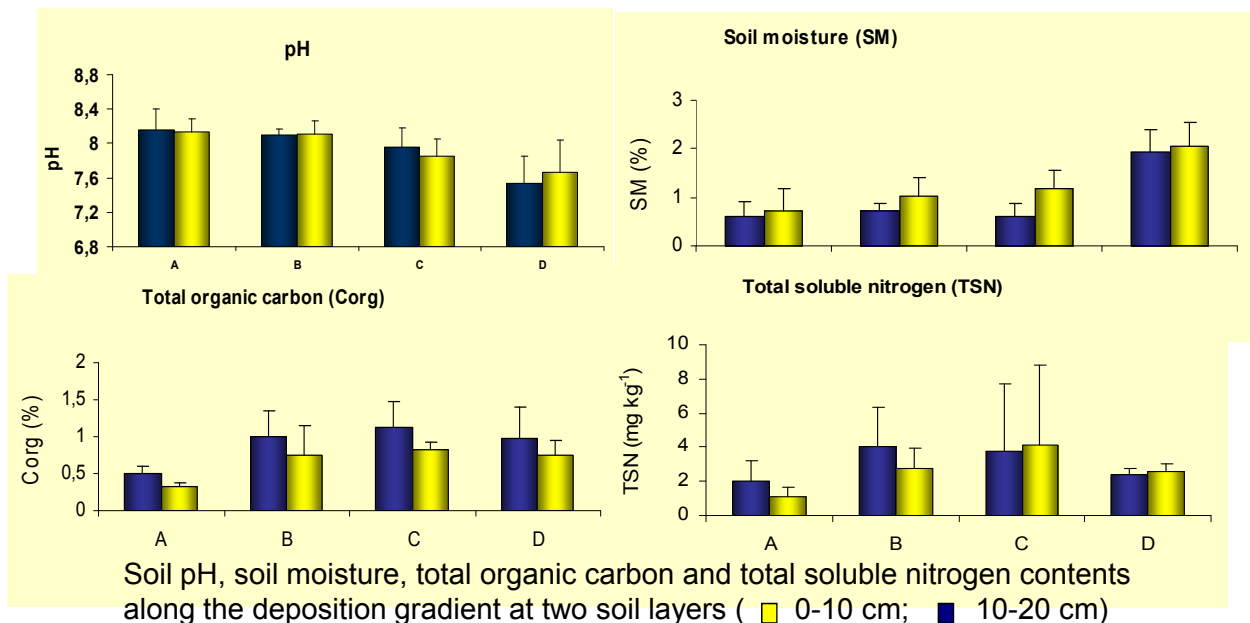 pH
8,8
8,4
8
7,6
7,2
6,8
pH
A B C D
Soil moisture (SM)
3
2
1
0
SM (%)
Total organic carbon (Corg)
2
1,5
1
0,5
0
Corg (%)
A B C D
Total soluble nitrogen (TSN)
10
8
6
4
2
0
TSN (mg kg⁻¹)
A B C D
Soil pH, soil moisture, total organic carbon and total soluble nitrogen contents
along the deposition gradient at two soil layers ( 0-10 cm; 10-20 cm)